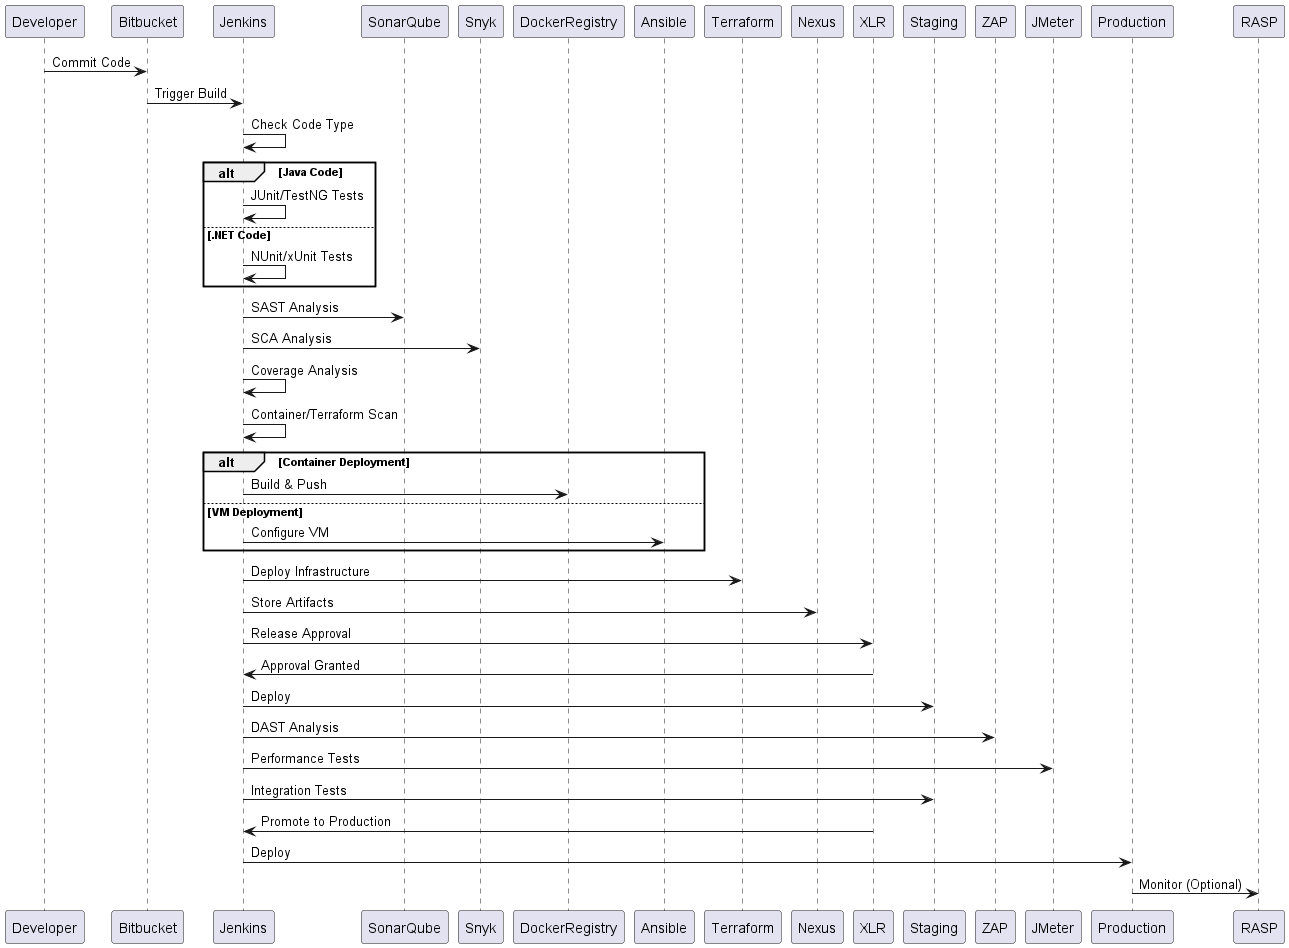 Developer Bitbucket Jenkins SonarQube Snyk DockerRegistry Ansible Terraform Nexus XLR Staging ZAP JMeter Production RASP
Commit Code
Trigger Build
Check Code Type
alt [Java Code]
JUnit/TestNG Tests
[.NET Code]
NUnit/xUnit Tests
SAST Analysis
SCA Analysis
Coverage Analysis
Container/Terraform Scan
alt [Container Deployment]
Build & Push
[VM Deployment]
Configure VM
Deploy Infrastructure
Store Artifacts
Release Approval
Approval Granted
Deploy
DAST Analysis
Performance Tests
Integration Tests
Promote to Production
Deploy
Monitor (Optional)
Developer Bitbucket Jenkins SonarQube Snyk DockerRegistry Ansible Terraform Nexus XLR Staging ZAP JMeter Production RASP